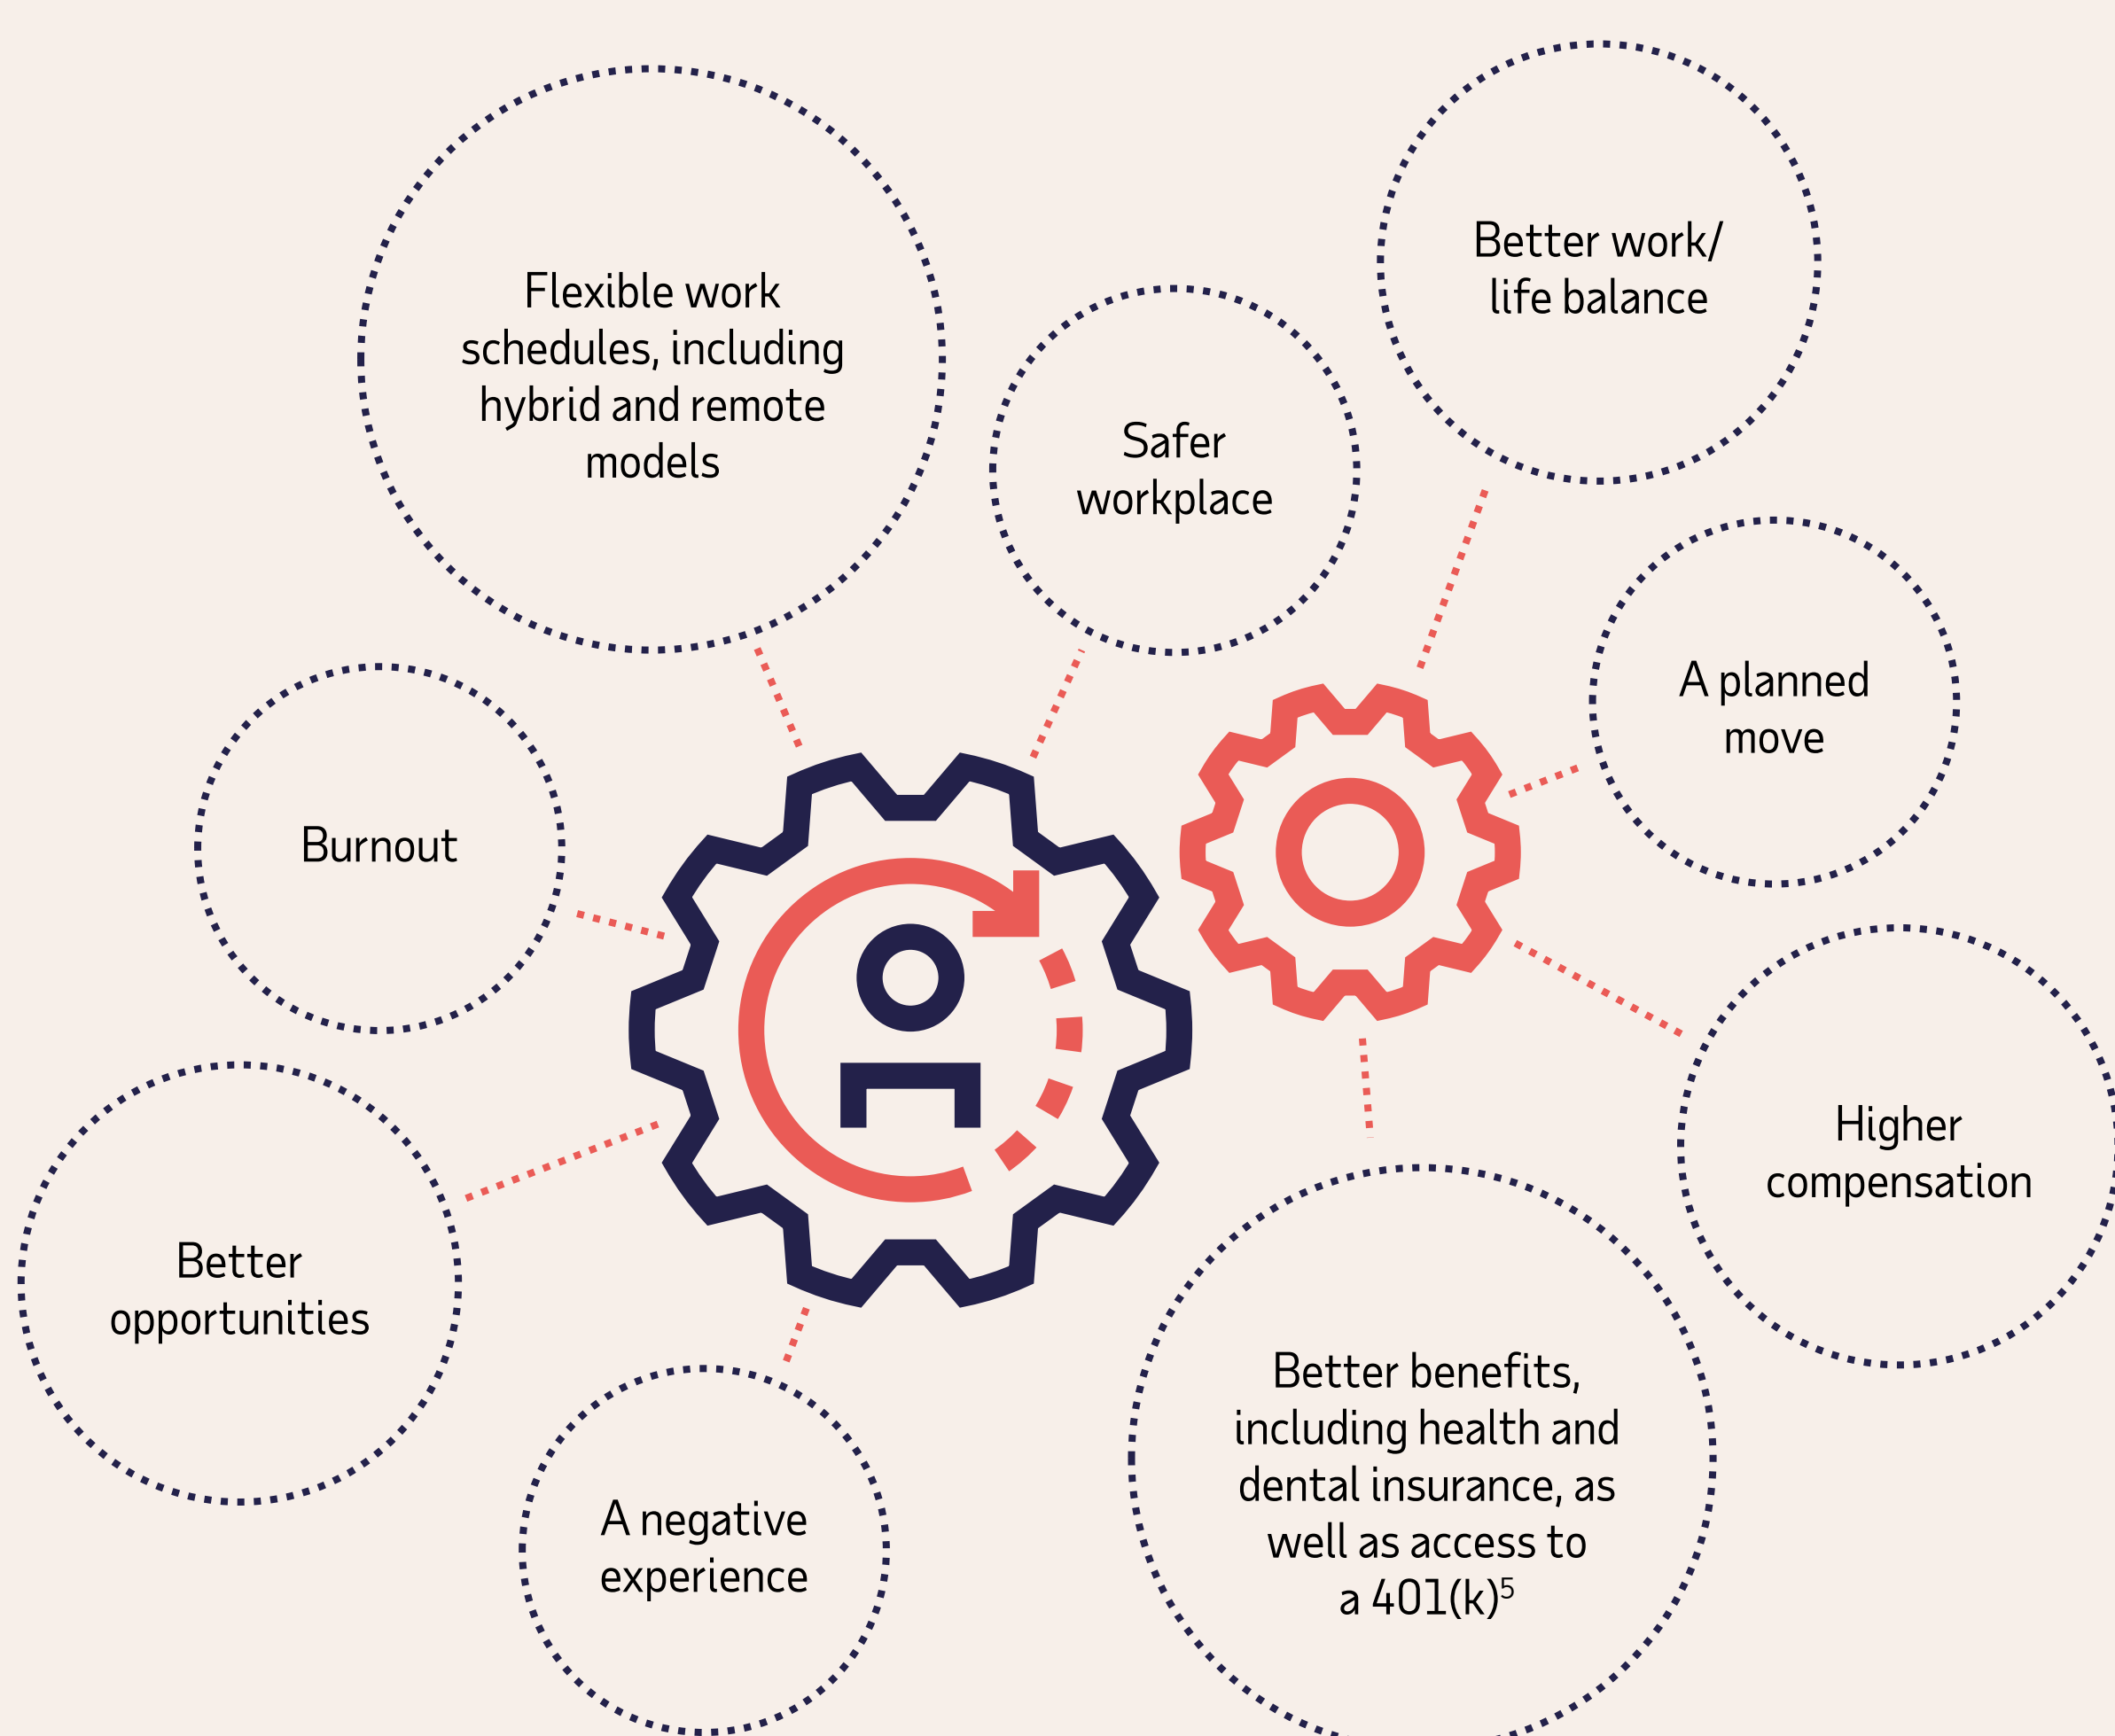 Flexible work
schedules, including
hybrid and remote
models
Safer
workplace
Better work/
life balance
A planned
move
Burnout
Higher
compensation
Better
opportunities
A negative
experience
Better benefits,
including health and
dental insurance, as
well as access to
a 401(k)⁵